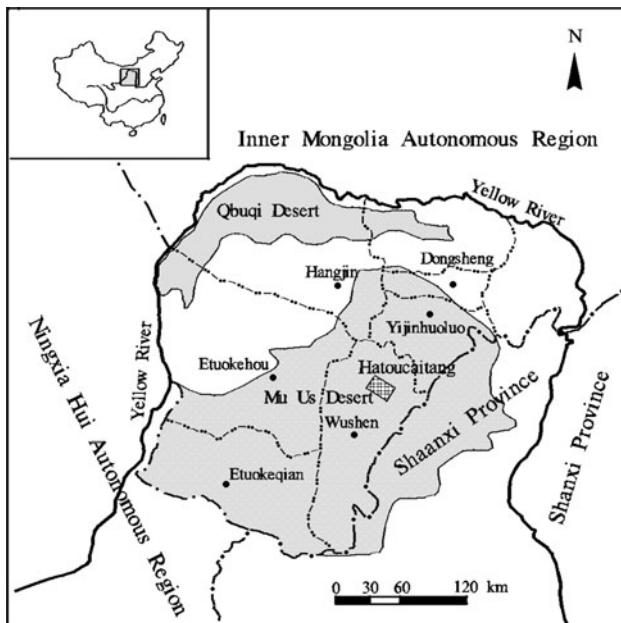 N
Inner Mongolia Autonomous Region
Yellow River
Qbuqi Desert
Dongsheng
Hangjin
Yijinhuoluo
Ningxia Hui Autonomous Region
Yellow River
Etuokehou
Hatoucaitang
Mu Us Desert
Wushen
Shaanxi Province
Shanxi Province
Etuokeqian
0 30 60 120 km